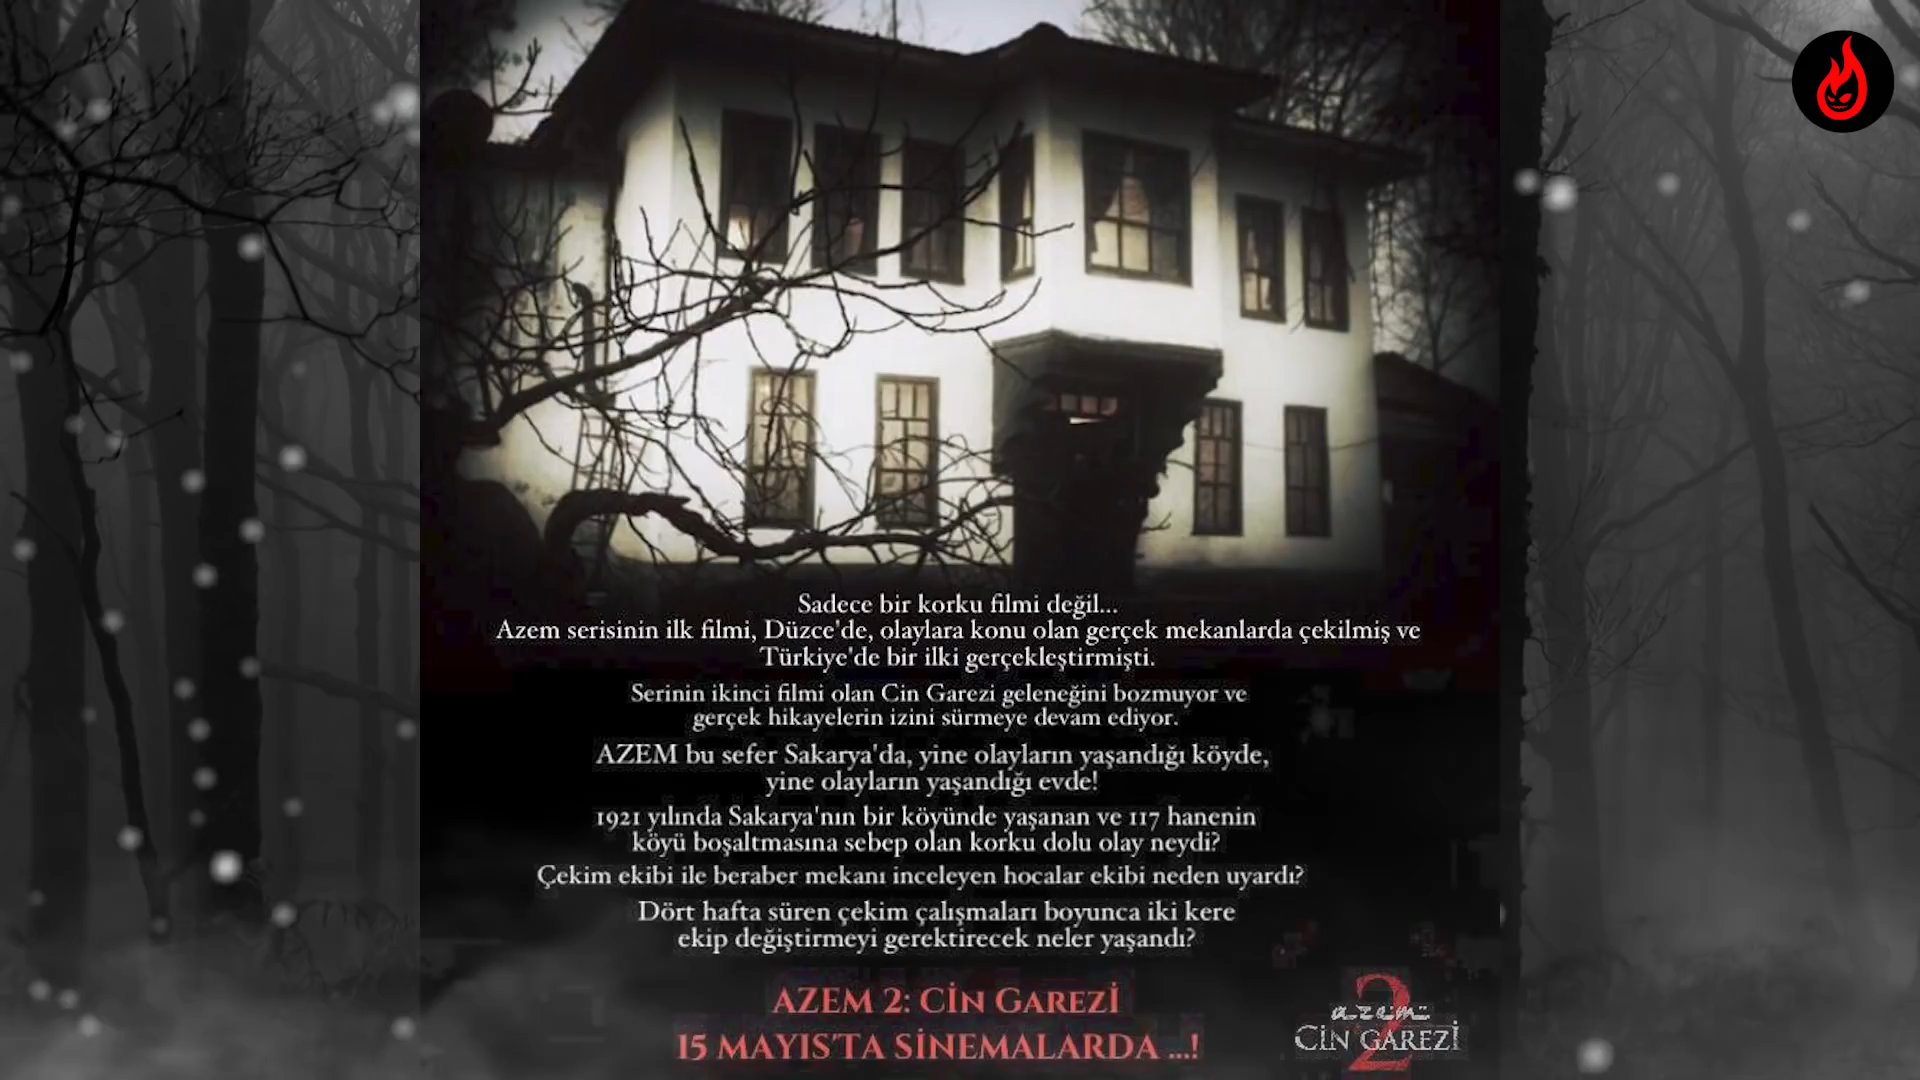 Sadece bir korku filmi değil...
Azem serisinin ilk filmi, Düzce'de, olaylara konu olan gerçek mekanlarda çekilmiş ve
Türkiye'de bir ilki gerçekleştirmişti.
Serinin ikinci filmi olan Cin Garezi geleneğini bozmuyor ve
gerçek hikayelerin izini sürmeye devam ediyor.
AZEM bu sefer Sakarya'da, yine olayların yaşandığı köyde,
yine olayların yaşandığı evde!
1921 yılında Sakarya'nın bir köyünde yaşanan ve 117 hanenin
köyü boşaltmasına sebep olan korku dolu olay neydi?
Çekim ekibi ile beraber mekanı inceleyen hocalar ekibi neden uyardı?
Dört hafta süren çekim çalışmaları boyunca iki kere
ekip değiştirmeyi gerektirecek neler yaşandı?
AZEM 2: CİN GAREZİ
15 MAYIS'TA SİNEMALARDA ...!
azem 2
CİN GAREZİ